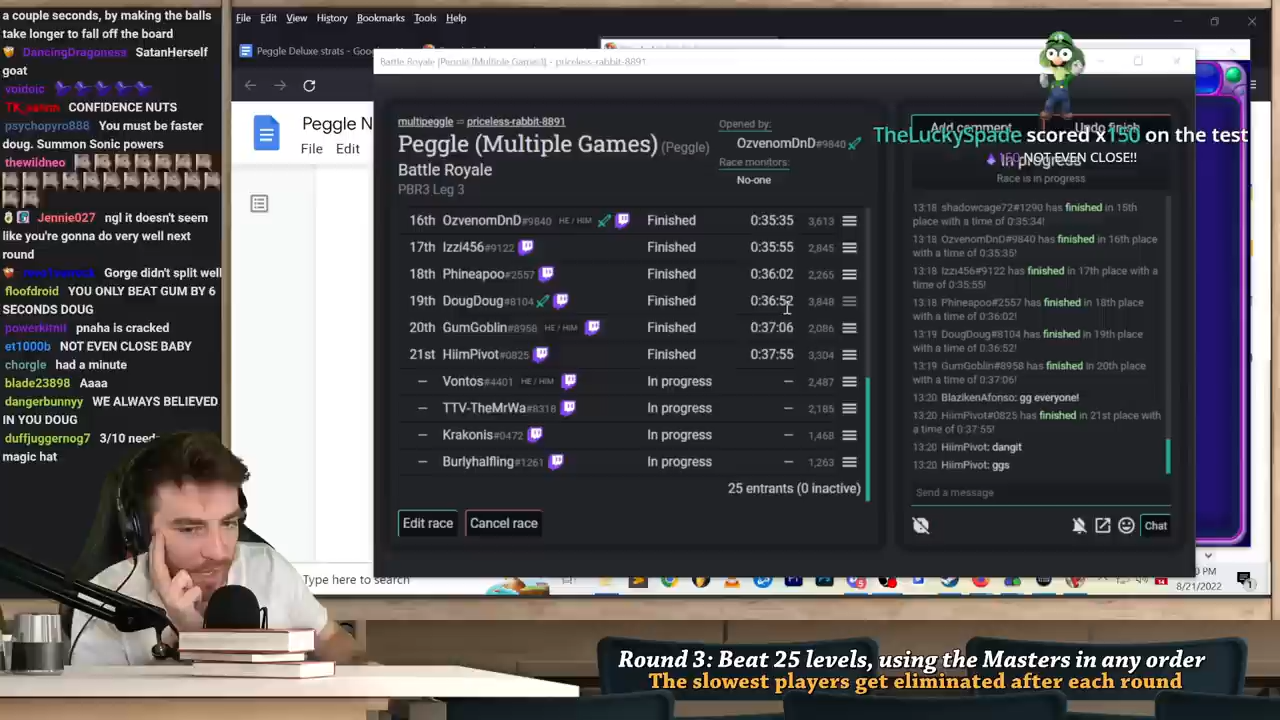 a couple seconds, by making the balls
take longer to fall off the board
DancingDragoness SatanHerself
goat
voidoic
CONFIDENCE NUTS
psychopyro888 You must be faster
doug. Summon Sonic powers
thewildneo
Jennie027 ngl it doesn't seem
like you're gonna do very well next
round
Gorge didn't split well
floofdroid YOU ONLY BEAT GUM BY 6
SECONDS DOUG
powerkitnil pnaha is cracked
et1000b NOT EVEN CLOSE BABY
chorgle had a minute
blade23898 Aaaa
dangerbunnyy WE ALWAYS BELIEVED
IN YOU DOUG
duffjuggernog7 3/10 needs
magic hat
File Edit View History Bookmarks Tools Help
Peggle Deluxe strats - Goo
Battle Royale [Peggle (Multiple Games)] - priceless-rabbit-8891
Peggle N
File Edit
multipeggle = priceless-rabbit-8891
Peggle (Multiple Games) (Peggle)
Battle Royale
PBR3 Leg 3
Opened by:
OzvenomDnD#9840
Race monitors:
No-one
16th OzvenomDnD#9840 HE / HIM Finished 0:35:35 3,613
17th Izzi456#9122 Finished 0:35:55 2,845
18th Phineapoo#2557 Finished 0:36:02 2,265
19th DougDoug#8104 Finished 0:36:52 3,848
20th GumGoblin#8958 HE / HIM Finished 0:37:06 2,086
21st HiimPivot#0825 Finished 0:37:55 3,304
— Vontos#4401 HE / HIM In progress — 2,487
— TTV-TheMrWa#8318 In progress — 2,185
— Krakonis#0472 In progress — 1,468
— Burlyhalfling#1261 In progress — 1,263
25 entrants (0 inactive)
Edit race Cancel race
Add comment Undo finish
TheLuckySpade scored x150 on the test
150 NOT EVEN CLOSE!!
In progress
Race is in progress
13:18 shadowcage72#1290 has finished in 15th
place with a time of 0:35:34!
13:18 OzvenomDnD#9840 has finished in 16th
place with a time of 0:35:35!
13:18 Izzi456#9122 has finished in 17th place with a
time of 0:35:55!
13:18 Phineapoo#2557 has finished in 18th place
with a time of 0:36:02!
13:19 DougDoug#8104 has finished in 19th place
with a time of 0:36:52!
13:19 GumGoblin#8958 has finished in 20th place
with a time of 0:37:06!
13:20 BlazikenAfonso: gg everyone!
13:20 HiimPivot#0825 has finished in 21st place with
a time of 0:37:55!
13:20 HiimPivot: dangit
13:20 HiimPivot: ggs
Send a message
Chat
Type here to search
PM
8/21/2022
Round 3: Beat 25 levels, using the Masters in any order
The slowest players get eliminated after each round